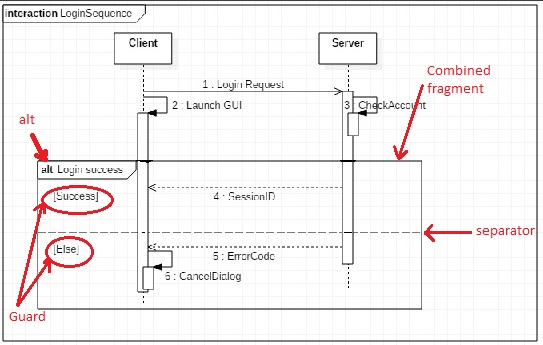 interaction LoginSequence
Client
Server
1 : Login Request
2 : Launch GUI
3 : CheckAccount
Combined
fragment
alt
alt Login success
[Success]
4 : SessionID
separator
[Else]
5 : ErrorCode
6 : CancelDialog
Guard